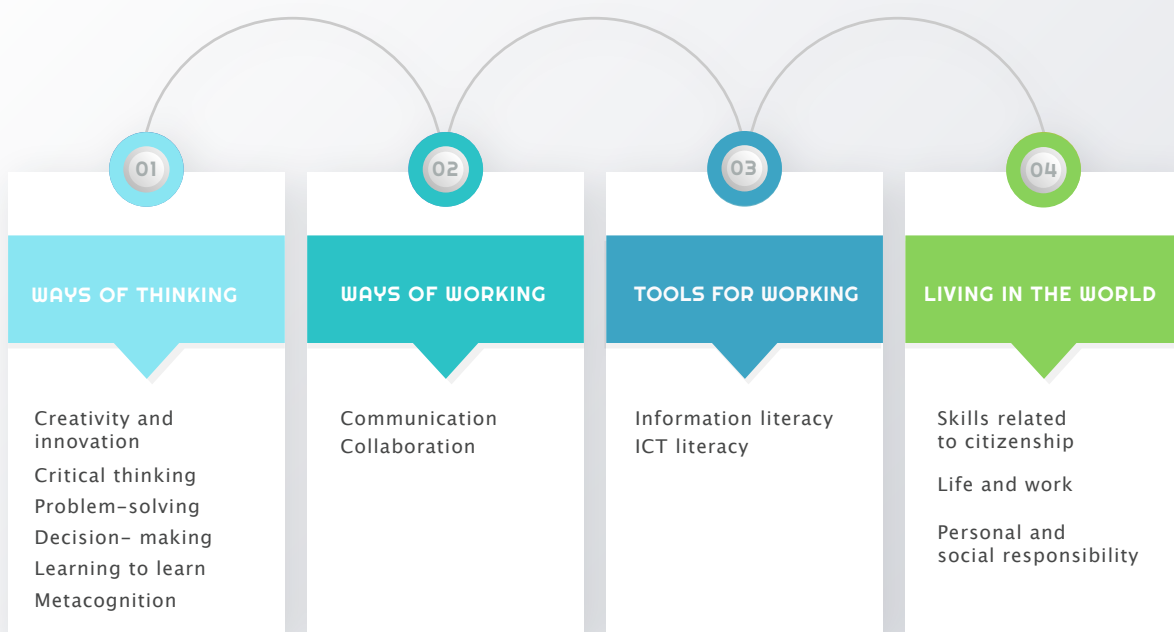 01
WAYS OF THINKING
Creativity and
innovation
Critical thinking
Problem-solving
Decision- making
Learning to learn
Metacognition
02
WAYS OF WORKING
Communication
Collaboration
03
TOOLS FOR WORKING
Information literacy
ICT literacy
04
LIVING IN THE WORLD
Skills related
to citizenship
Life and work
Personal and
social responsibility